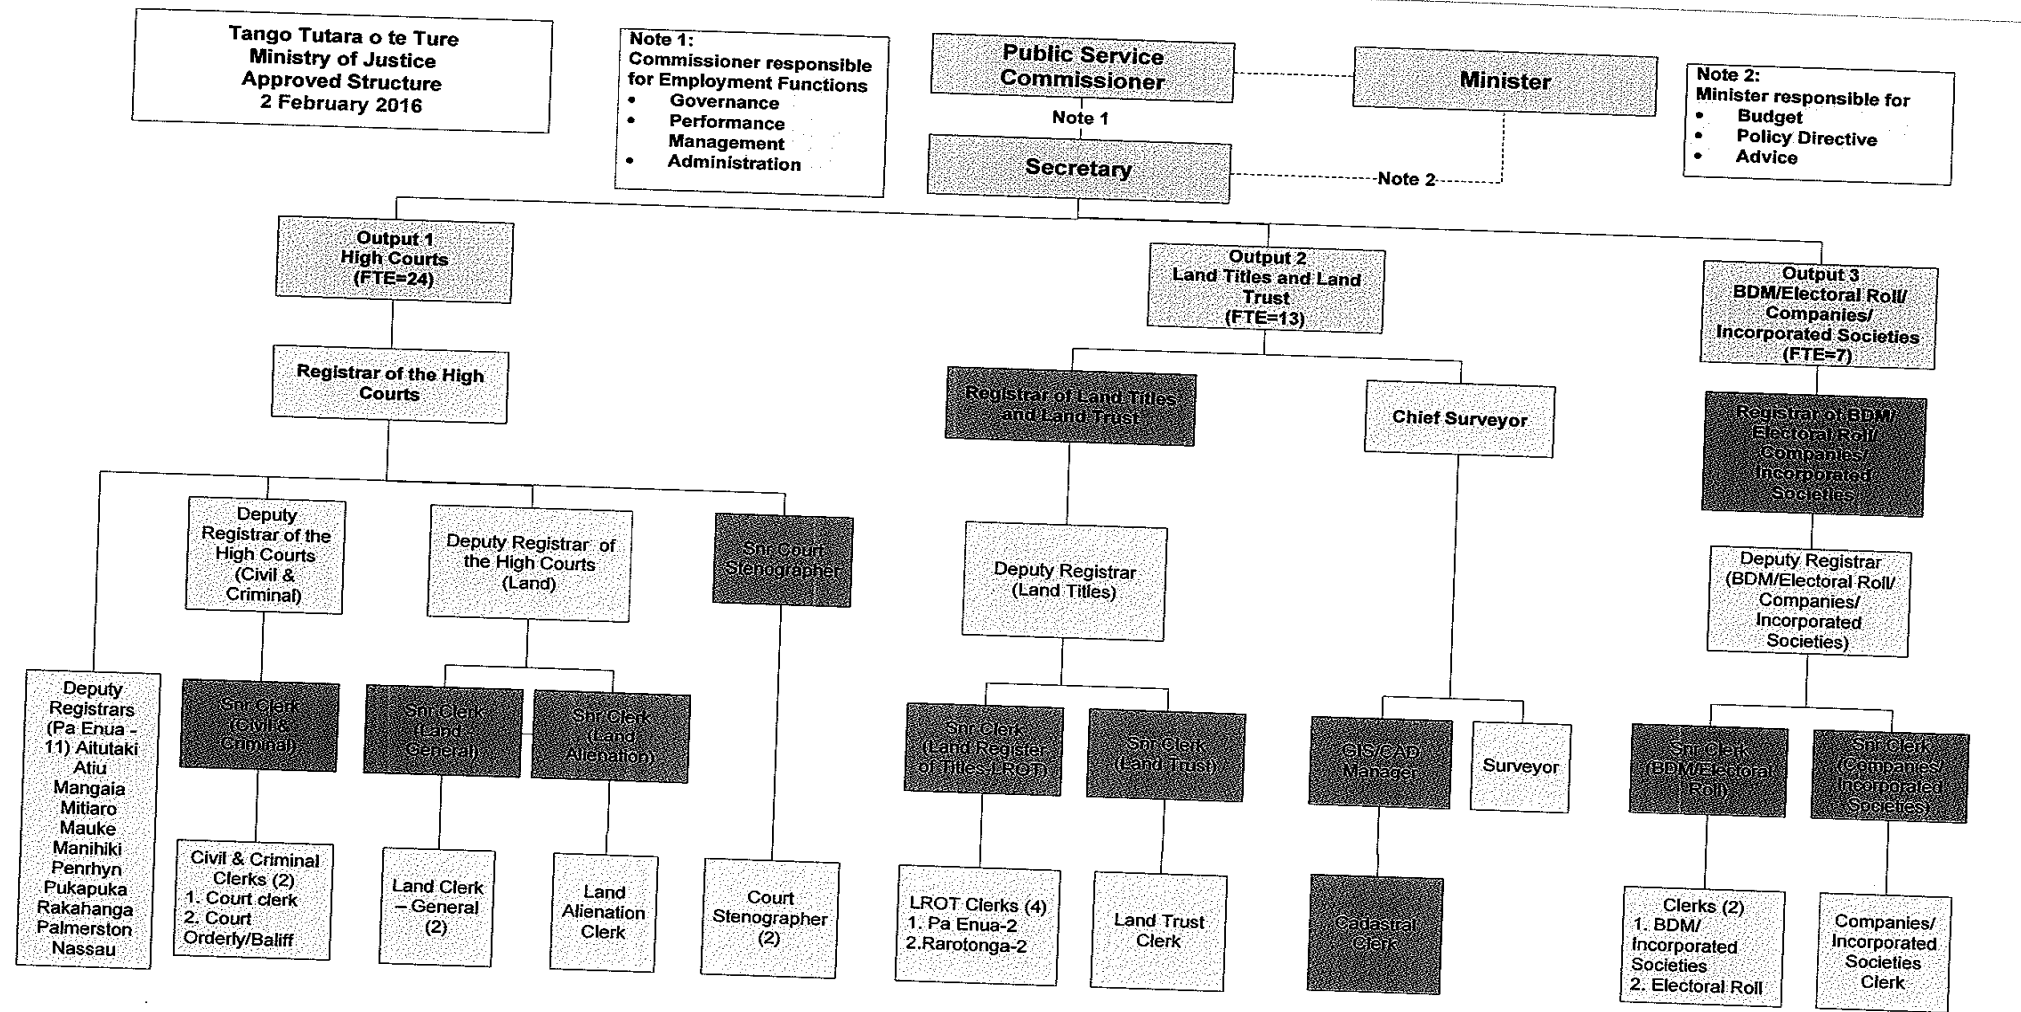 Tango Tutara o te Ture
Ministry of Justice
Approved Structure
2 February 2016
Note 1:
Commissioner responsible
for Employment Functions
• Governance
• Performance
Management
• Administration
Public Service
Commissioner
Minister
Note 2:
Minister responsible for
• Budget
• Policy Directive
• Advice
Note 1
Secretary
Note 2
Output 1
High Courts
(FTE=24)
Output 2
Land Titles and Land
Trust
(FTE=13)
Output 3
BDM/Electoral Roll/
Companies/
Incorporated Societies
(FTE=7)
Registrar of the High
Courts
Registrar of Land Titles
and Land Trust
Chief Surveyor
Registrar of BDM/
Electoral Roll/
Companies/
Incorporated
Societies
Deputy
Registrar of the
High Courts
(Civil &
Criminal)
Deputy Registrar of
the High Courts
(Land)
Snr Court
Stenographer
Deputy Registrar
(Land Titles)
Deputy Registrar
(BDM/Electoral Roll/
Companies/
Incorporated
Societies)
Deputy
Registrars
(Pa Enua -
11) Aitutaki
Atiu
Mangaia
Mitiaro
Mauke
Manihiki
Penrhyn
Pukapuka
Rakahanga
Palmerston
Nassau
Snr Clerk
(Civil &
Criminal)
Snr Clerk
(Land -
General)
Snr Clerk
(Land
Alienation)
Snr Clerk
(Land Register
of Titles-LROT)
Snr Clerk
(Land Trust)
GIS/CAD
Manager
Surveyor
Snr Clerk
(BDM/Electoral
Roll)
Snr Clerk
(Companies/
Incorporated
Societies)
Civil & Criminal
Clerks (2)
1. Court clerk
2. Court
Orderfy/Baliff
Land Clerk
– General
(2)
Land
Alienation
Clerk
Court
Stenographer
(2)
LROT Clerks (4)
1. Pa Enua-2
2.Rarotonga-2
Land Trust
Clerk
Cadastral
Clerk
Clerks (2)
1. BDM/
Incorporated
Societies
2. Electoral Roll
Companies/
Incorporated
Societies
Clerk